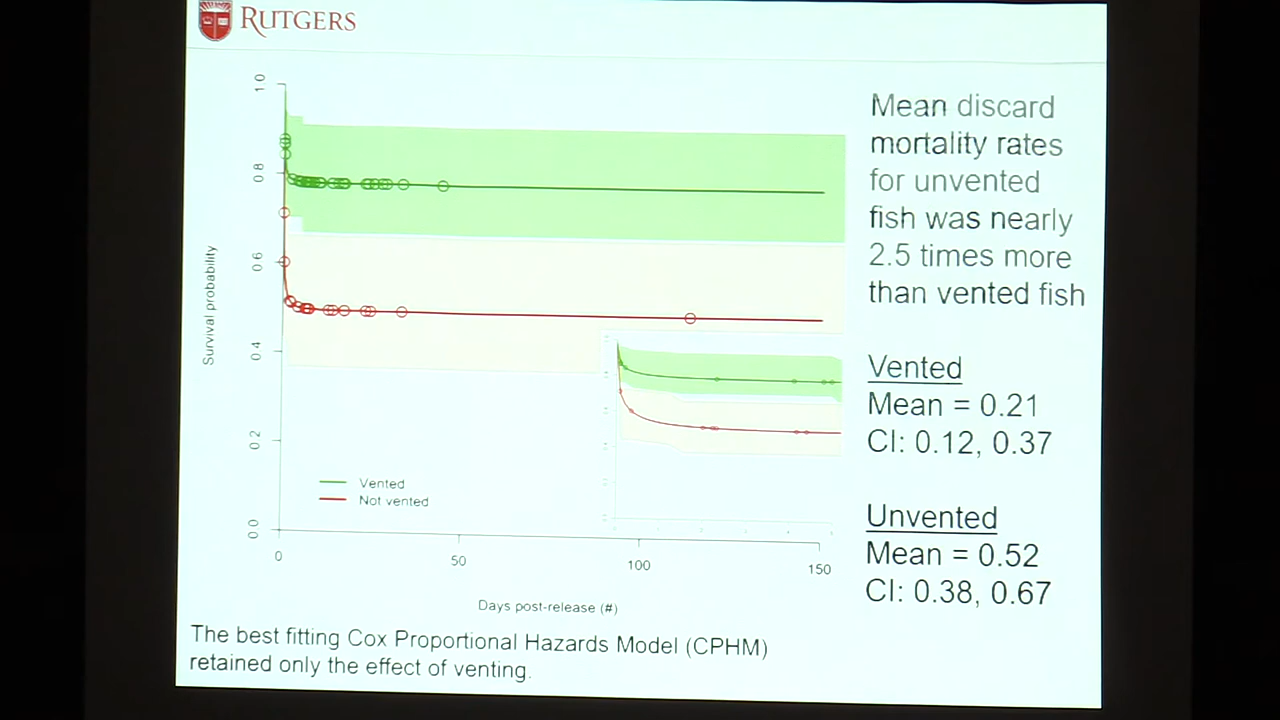 RUTGERS
Mean discard
mortality rates
for unvented
fish was nearly
2.5 times more
than vented fish
Vented
Mean = 0.21
CI: 0.12, 0.37
Unvented
Mean = 0.52
CI: 0.38, 0.67
Survival probability
1.0
0.8
0.6
0.4
0.2
0.0
Vented
Not vented
0
50
100
150
Days post-release (#)
The best fitting Cox Proportional Hazards Model (CPHM)
retained only the effect of venting.